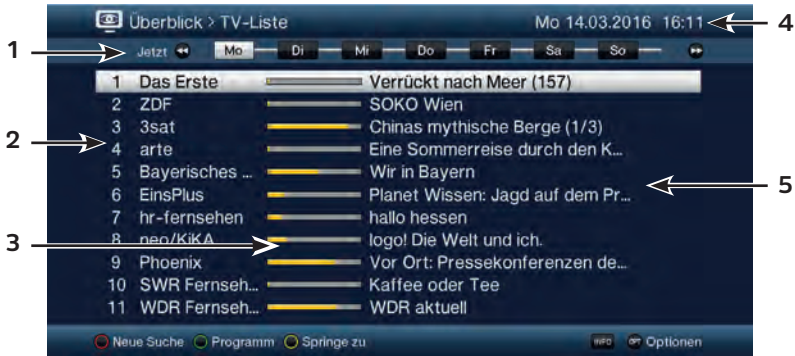 Überblick > TV-Liste Mo 14.03.2016 16:11 4
1 Jetzt Mo Di Mi Do Fr Sa So
1 Das Erste Verrückt nach Meer (157)
2 ZDF SOKO Wien
3 3sat Chinas mythische Berge (1/3)
2 4 arte Eine Sommerreise durch den K...
5 Bayerisches ... Wir in Bayern
6 EinsPlus Planet Wissen: Jagd auf dem Pr... 5
7 hr-fernsehen hallo hessen
3 8 neo/KiKA logo! Die Welt und ich.
9 Phoenix Vor Ort: Pressekonferenzen de...
10 SWR Fernseh... Kaffee oder Tee
11 WDR Fernseh... WDR aktuell
Neue Suche Programm Springe zu INFO OPT Optionen